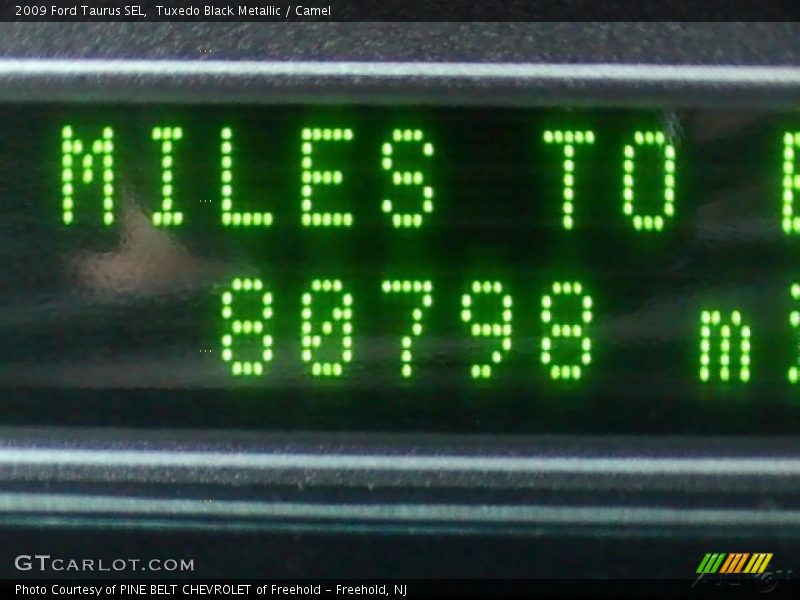 2009 Ford Taurus SEL,  Tuxedo Black Metallic / Camel
MILES TO E
80798 mi
GTCARLOT.COM
Photo Courtesy of PINE BELT CHEVROLET of Freehold - Freehold, NJ